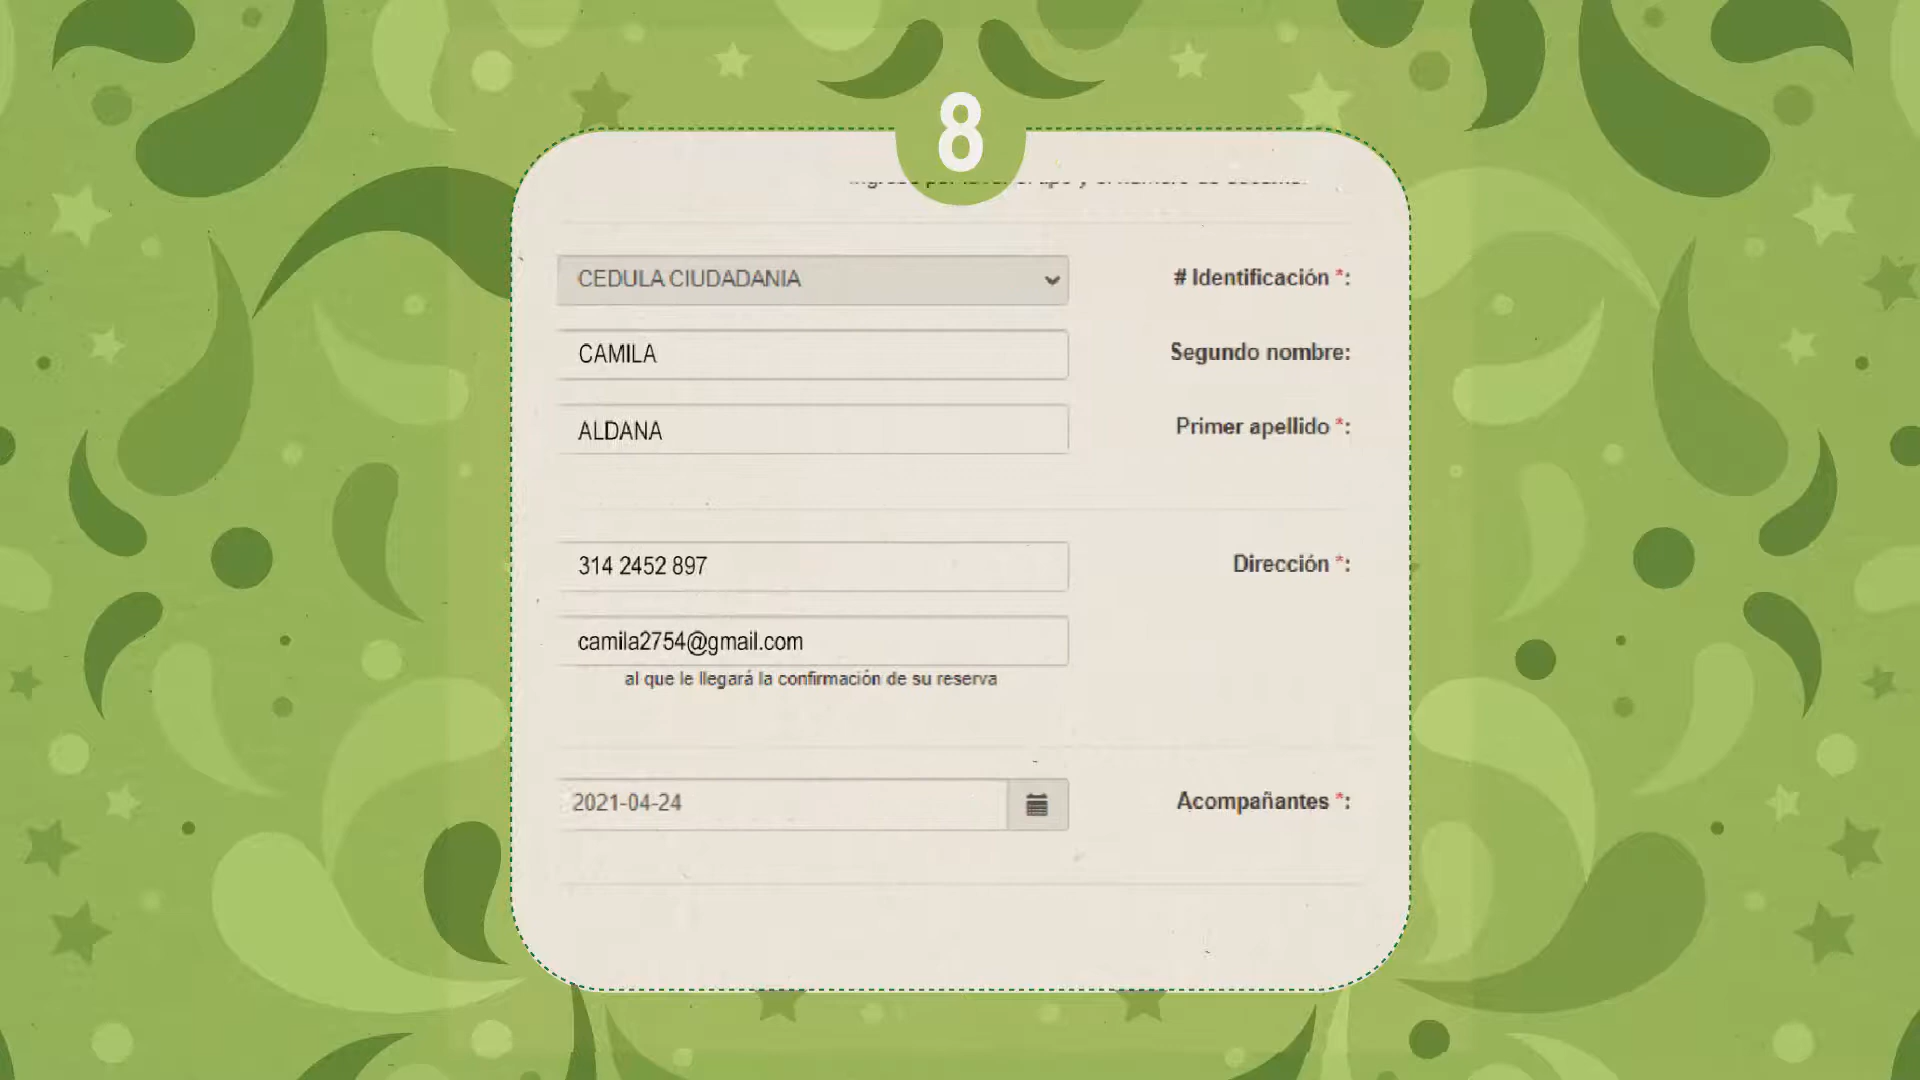 8
CEDULA CIUDADANIA # Identificación *:
CAMILA Segundo nombre:
ALDANA Primer apellido *:
314 2452 897 Dirección *:
camila2754@gmail.com
al que le llegará la confirmación de su reserva
2021-04-24 Acompañantes *: